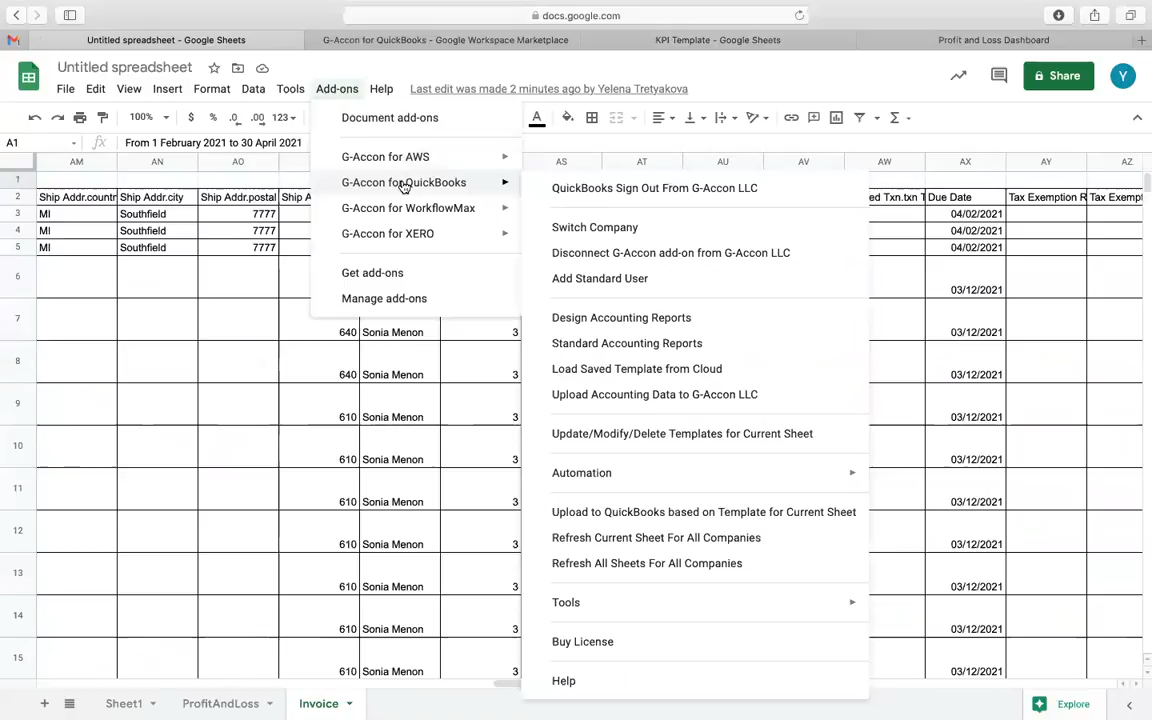 docs.google.com
Untitled spreadsheet - Google Sheets
G-Accon for QuickBooks - Google Workspace Marketplace
KPI Template - Google Sheets
Profit and Loss Dashboard
Untitled spreadsheet
Share
Y
File Edit View Insert Format Data Tools Add-ons Help Last edit was made 2 minutes ago by Yelena Tretyakova
100% $ % .0 .00 123 A
A1 fx From 1 February 2021 to 30 April 2021
AM AN AO AS AT AU AV AW AX AY AZ
1
2 Ship Addr.countr Ship Addr.city Ship Addr.postal Ship A ed Txn.txn T Due Date Tax Exemption R Tax Exemp
3 MI Southfield 7777 04/02/2021
4 MI Southfield 7777 04/02/2021
5 MI Southfield 7777 04/02/2021
6 03/12/2021
7 640 Sonia Menon 3 03/12/2021
8 640 Sonia Menon 3 03/12/2021
9 610 Sonia Menon 3 03/12/2021
10 610 Sonia Menon 3 03/12/2021
11 610 Sonia Menon 3 03/12/2021
12 610 Sonia Menon 3 03/12/2021
13 610 Sonia Menon 3 03/12/2021
14 610 Sonia Menon 3 03/12/2021
15 610 Sonia Menon 3 03/12/2021
Document add-ons
G-Accon for AWS
G-Accon for QuickBooks
G-Accon for WorkflowMax
G-Accon for XERO
Get add-ons
Manage add-ons
QuickBooks Sign Out From G-Accon LLC
Switch Company
Disconnect G-Accon add-on from G-Accon LLC
Add Standard User
Design Accounting Reports
Standard Accounting Reports
Load Saved Template from Cloud
Upload Accounting Data to G-Accon LLC
Update/Modify/Delete Templates for Current Sheet
Automation
Upload to QuickBooks based on Template for Current Sheet
Refresh Current Sheet For All Companies
Refresh All Sheets For All Companies
Tools
Buy License
Help
Sheet1 ProfitAndLoss Invoice Explore